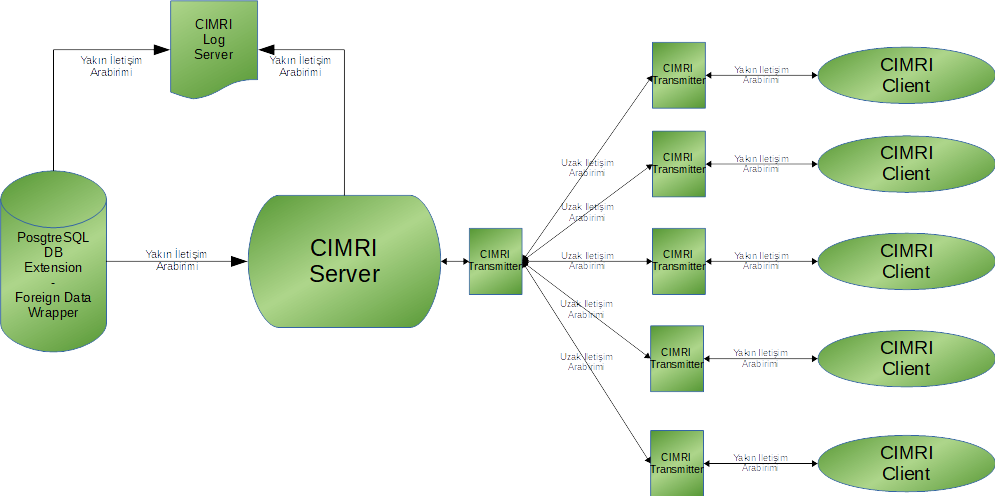 CIMRI
Log
Server
Yakın İletişim
Arabirimi
Yakın İletişim
Arabirimi
PosgtreSQL
DB
Extension
-
Foreign Data
Wrapper
Yakın İletişim
Arabirimi
CIMRI
Server
CIMRI
Transmitter
Uzak İletişim
Arabirimi
Uzak İletişim
Arabirimi
Uzak İletişim
Arabirimi
Uzak İletişim
Arabirimi
Uzak İletişim
Arabirimi
CIMRI
Transmitter
Yakın İletişim
Arabirimi
CIMRI
Client
CIMRI
Transmitter
Yakın İletişim
Arabirimi
CIMRI
Client
CIMRI
Transmitter
Yakın İletişim
Arabirimi
CIMRI
Client
CIMRI
Transmitter
Yakın İletişim
Arabirimi
CIMRI
Client
CIMRI
Transmitter
Yakın İletişim
Arabirimi
CIMRI
Client